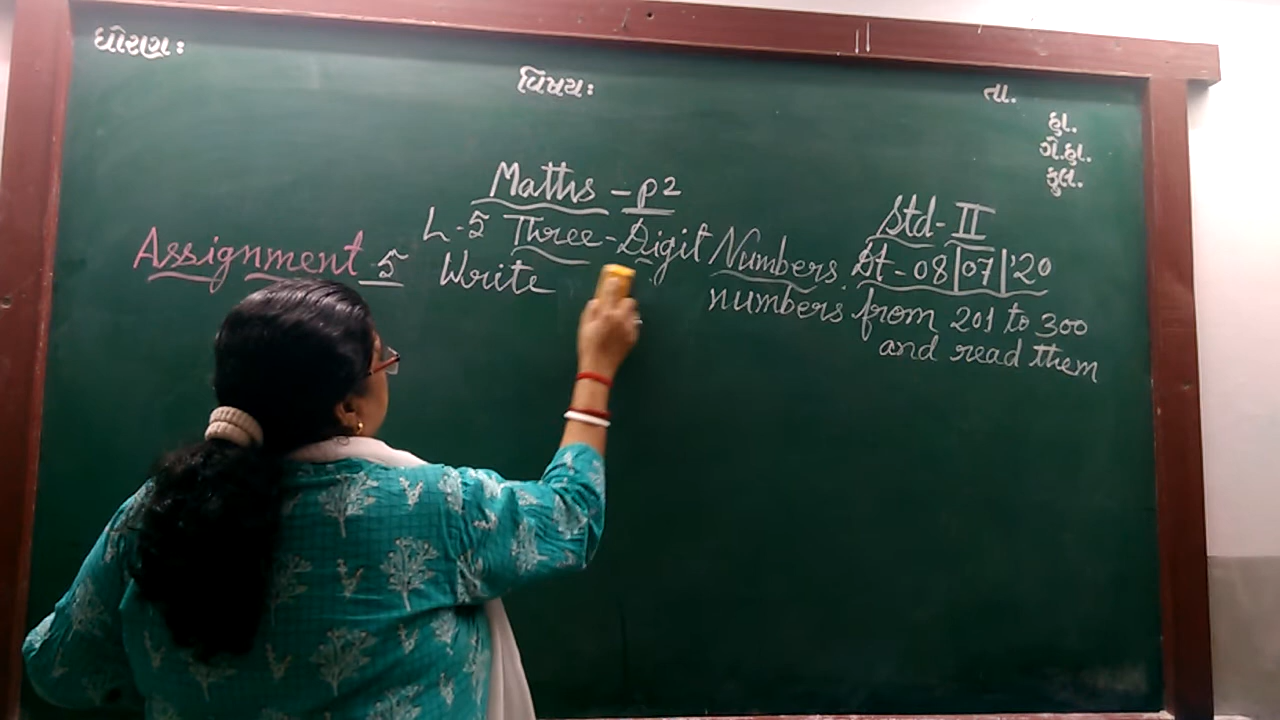 ધોરણ:
વિષય:
તા.
હા.
ગે.હા.
કુલ.
Maths - P2
Std - II
L-5 Three-Digit Numbers. Dt - 08|07|'20
Assignment 5
Write numbers from 201 to 300
and read them